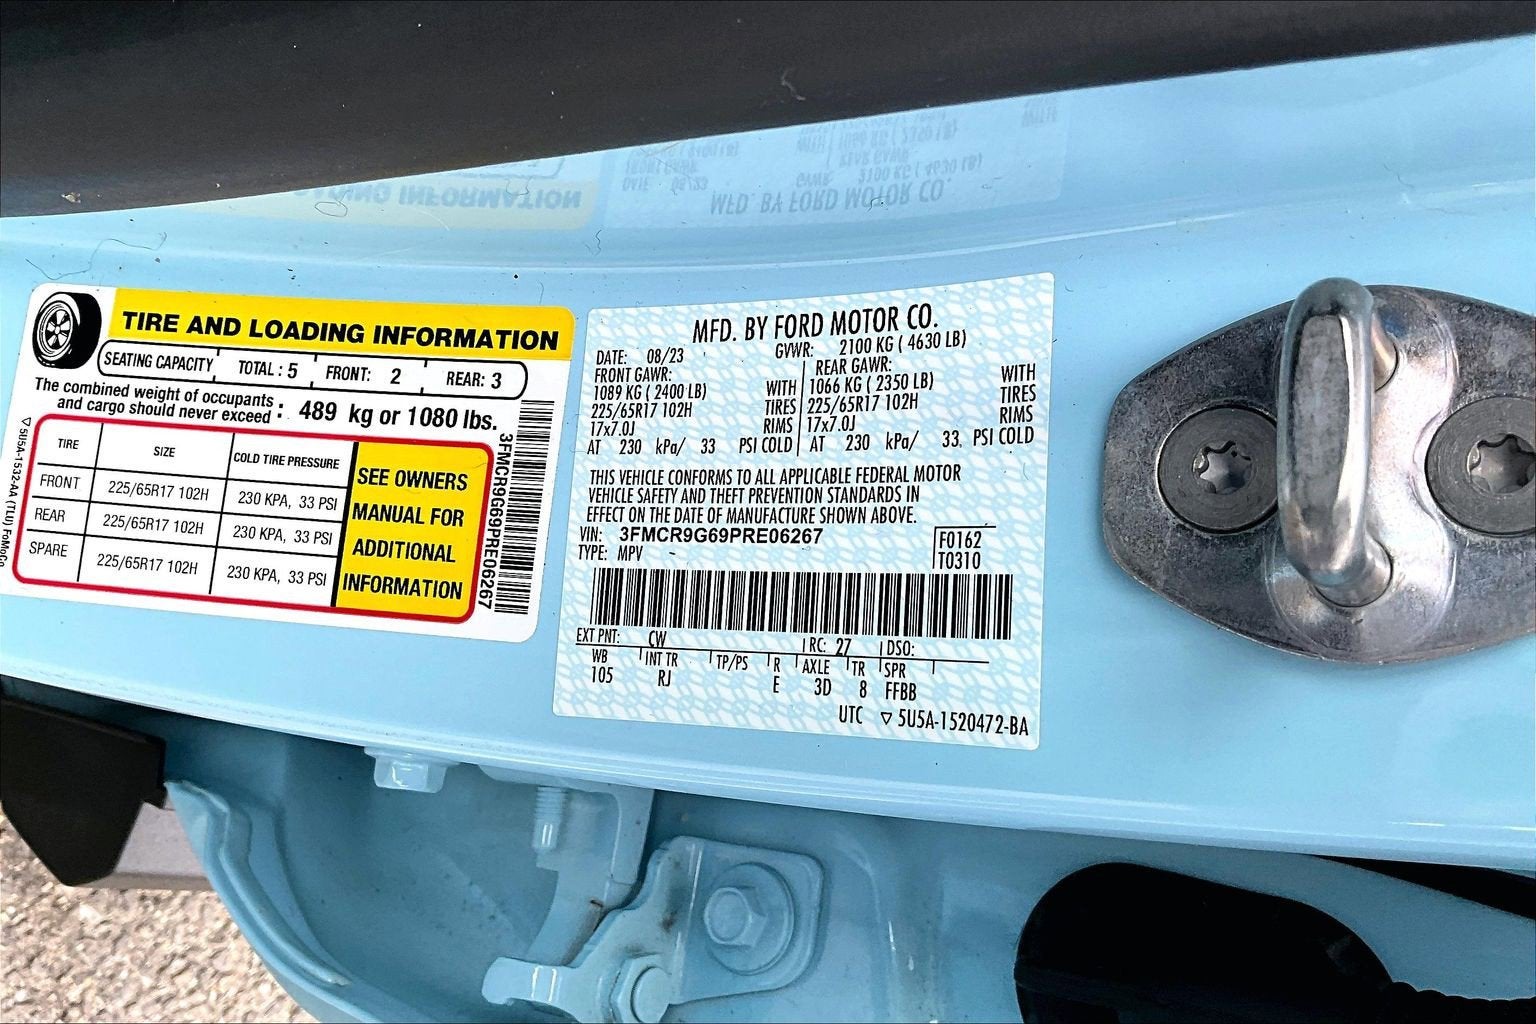 TIRE AND LOADING INFORMATION
SEATING CAPACITY TOTAL : 5 FRONT: 2 REAR: 3
The combined weight of occupants
and cargo should never exceed : 489 kg or 1080 lbs.
TIRE SIZE COLD TIRE PRESSURE
FRONT 225/65R17 102H 230 KPA, 33 PSI
REAR 225/65R17 102H 230 KPA, 33 PSI
SPARE 225/65R17 102H 230 KPA, 33 PSI
SEE OWNERS
MANUAL FOR
ADDITIONAL
INFORMATION
5U5A-1532-AA (TLU) FoMoCo
3FMCR9G69PRE06267
MFD. BY FORD MOTOR CO.
DATE: 08/23 GVWR: 2100 KG ( 4630 LB)
FRONT GAWR: REAR GAWR:
1089 KG ( 2400 LB) WITH 1066 KG ( 2350 LB) WITH
225/65R17 102H TIRES 225/65R17 102H TIRES
17x7.0J RIMS 17x7.0J RIMS
AT 230 kPa/ 33 PSI COLD AT 230 kPa/ 33 PSI COLD
THIS VEHICLE CONFORMS TO ALL APPLICABLE FEDERAL MOTOR
VEHICLE SAFETY AND THEFT PREVENTION STANDARDS IN
EFFECT ON THE DATE OF MANUFACTURE SHOWN ABOVE.
VIN: 3FMCR9G69PRE06267 F0162
TYPE: MPV T0310
EXT PNT: CW RC: 27 DSO:
WB INT TR TP/PS R AXLE TR SPR
105 RJ E 3D 8 FFBB
UTC ▽ 5U5A-1520472-BA